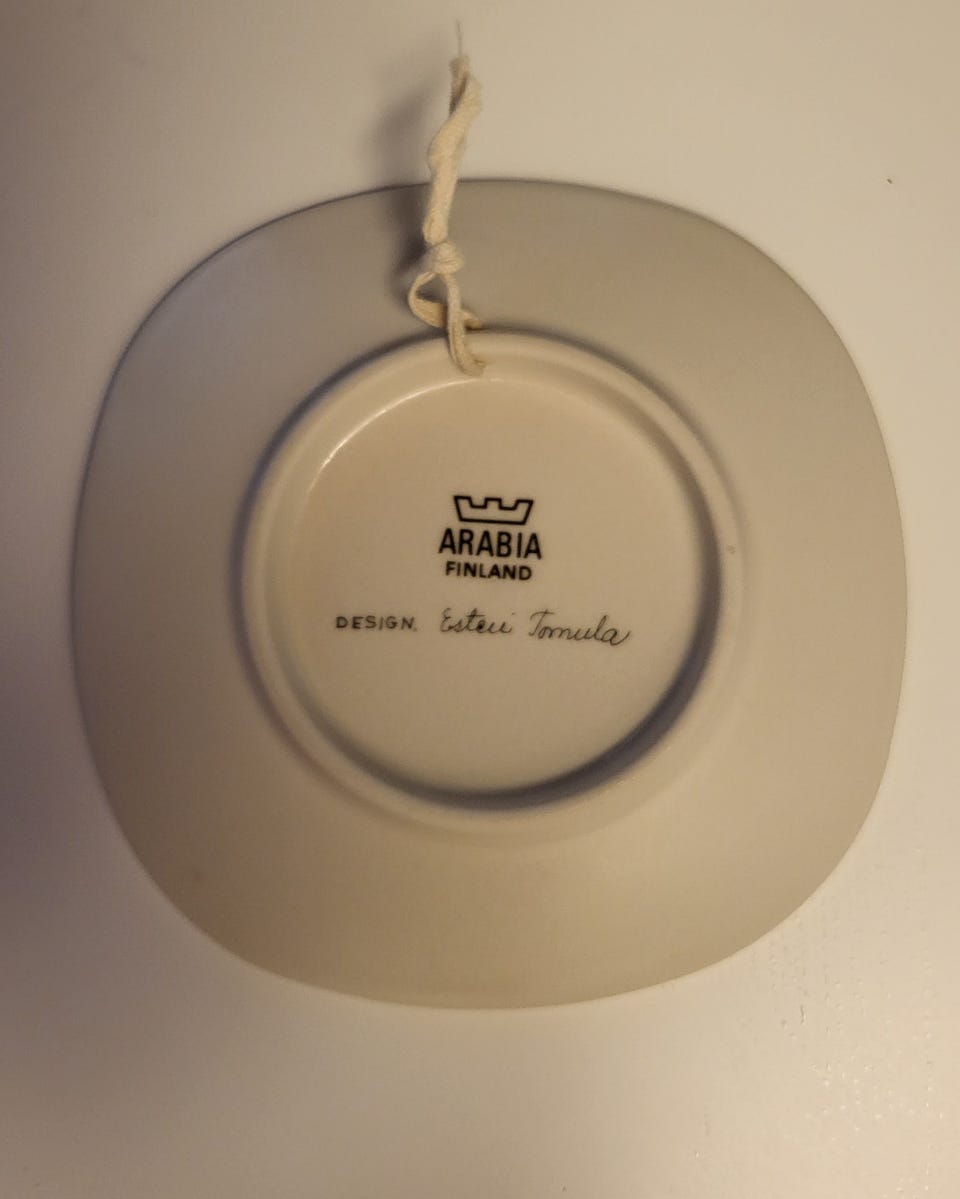 ARABIA
FINLAND
DESIGN. Esteri Tomula